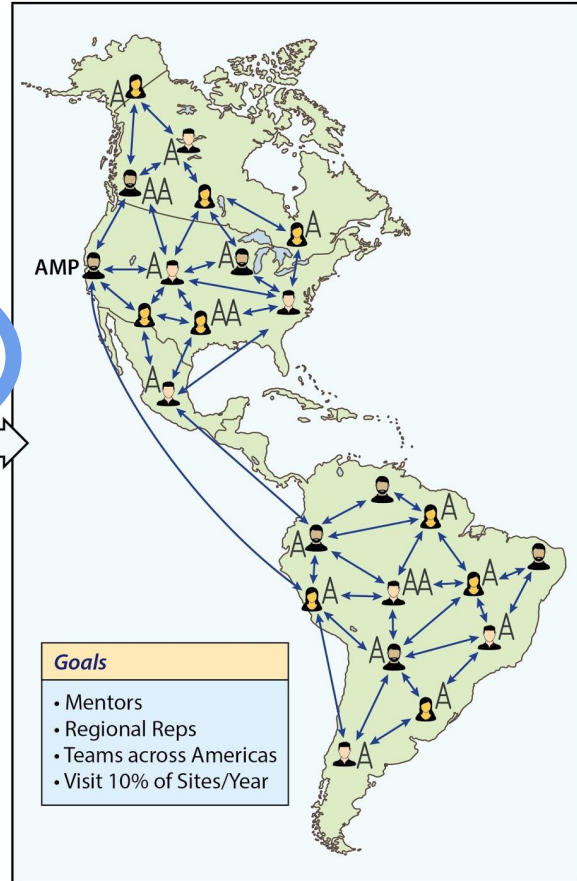 AMP
Goals
• Mentors
• Regional Reps
• Teams across Americas
• Visit 10% of Sites/Year